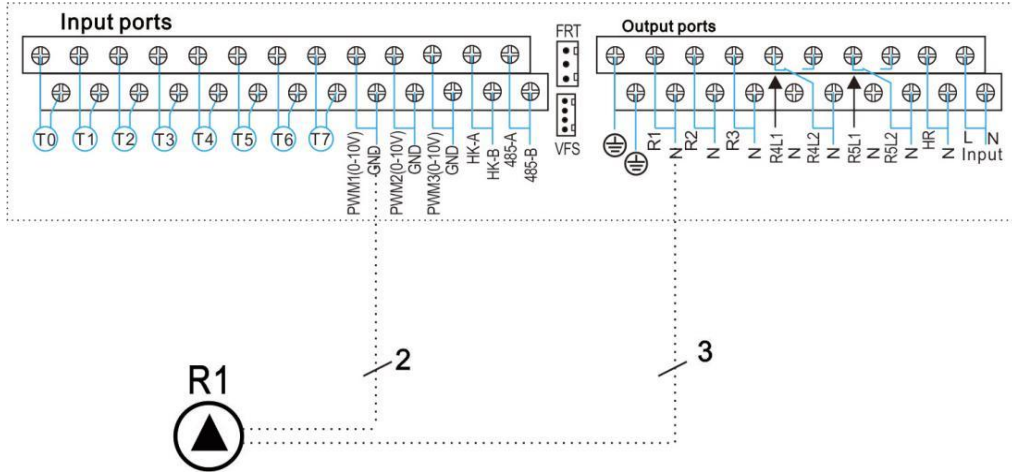 Input ports
FRT
Output ports
T0 T1 T2 T3 T4 T5 T6 T7
PWM1(0-10V)
GND
PWM2(0-10V)
GND
PWM3(0-10V)
GND
HK-A
HK-B
485-A
485-B
VFS
R1
N
R2
N
R3
N
R4L1
N
R4L2
N
R5L1
N
R5L2
N
HR
L N
Input
2
3
R1